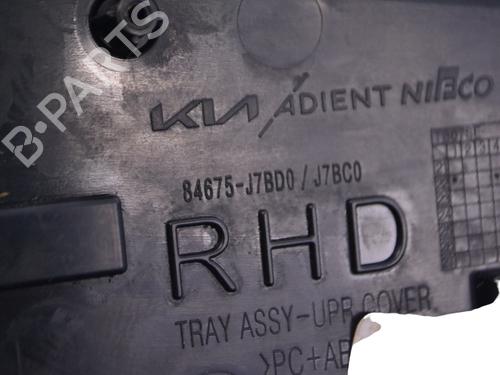 B-PARTS
KIA ADIENT NIFCO
84675-J7BD0 / J7BC0
RHD
TRAY ASSY-UPR COVER
>PC+AB